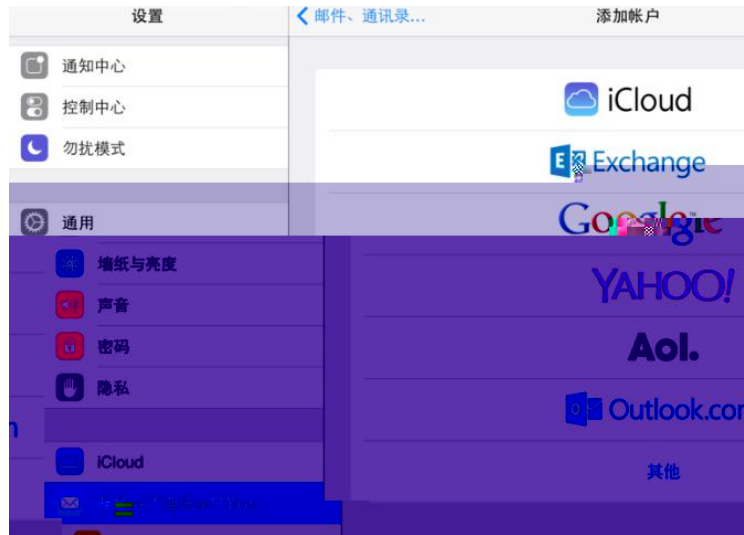 设置
通知中心
控制中心
勿扰模式
通用
墙纸与亮度
声音
密码
隐私
iCloud
邮件、通讯录...
添加帐户
iCloud
Exchange
YAHOO!
Aol.
Outlook.cor
其他